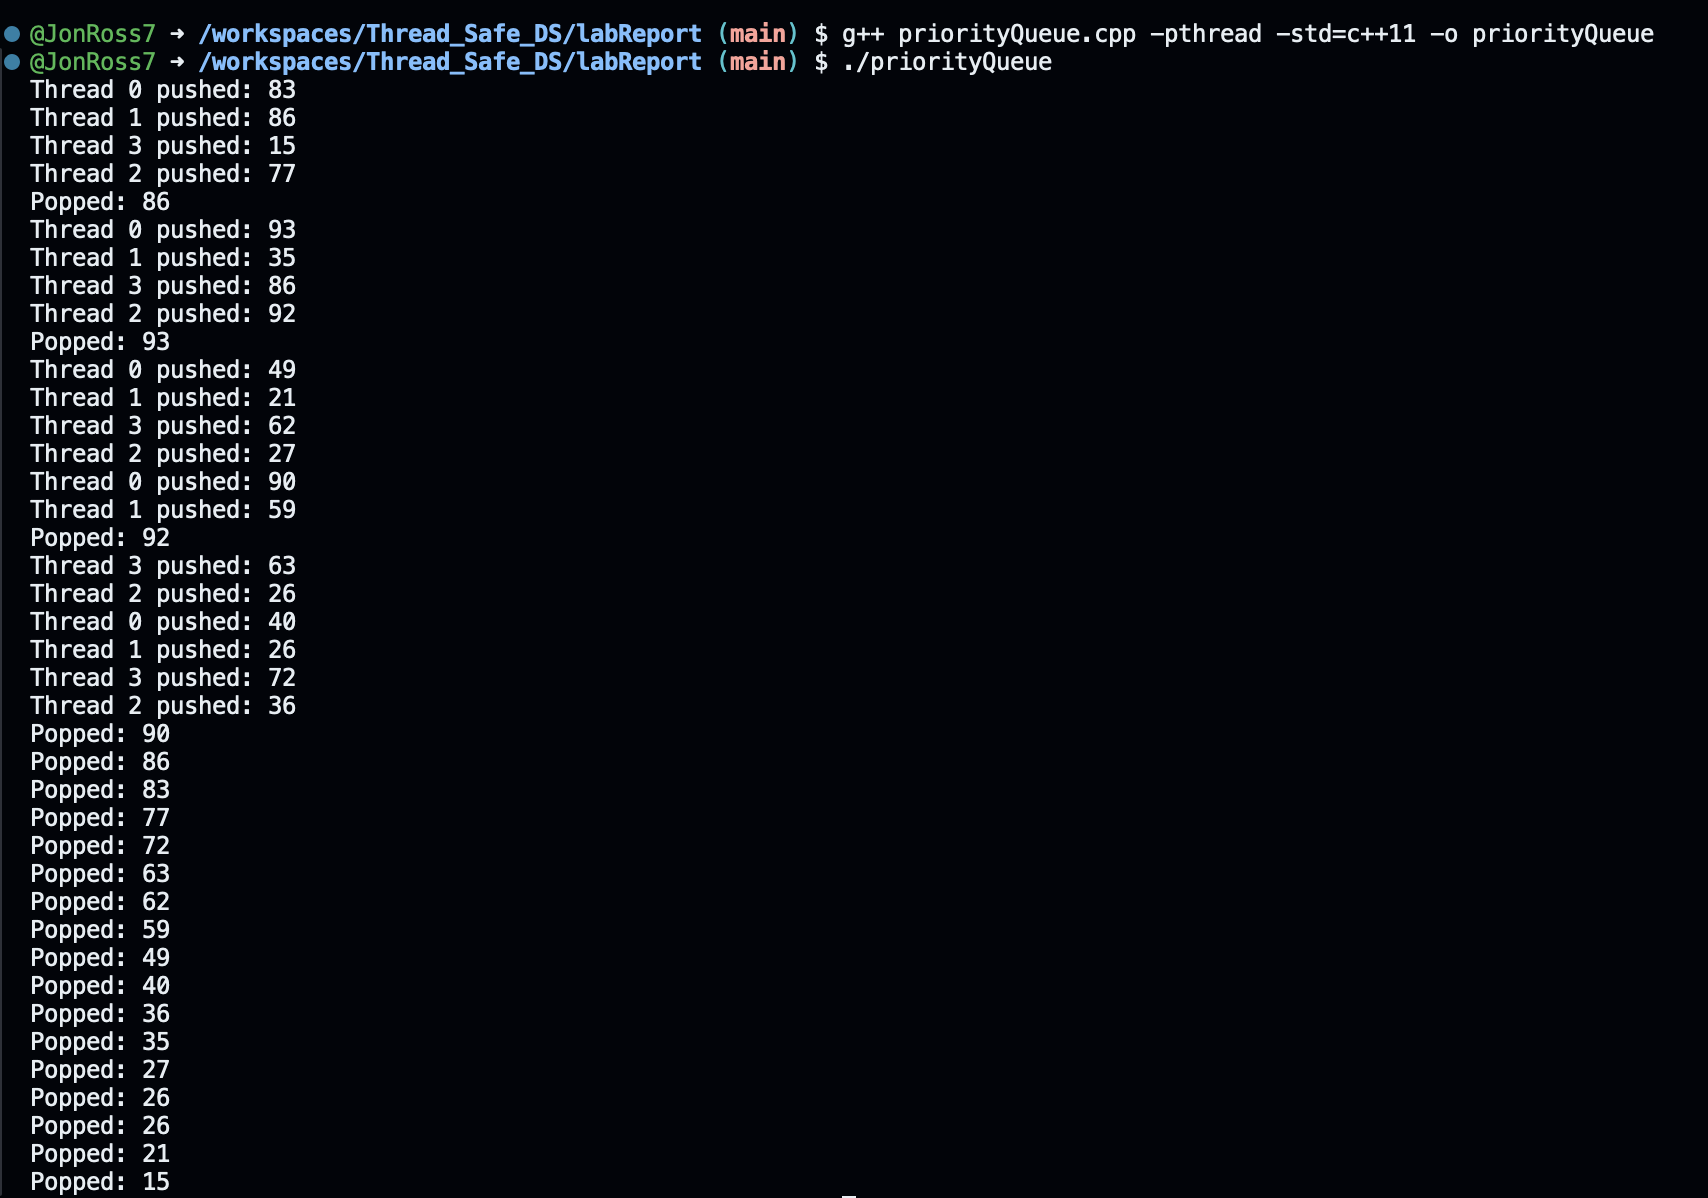 @JonRoss7 ➜ /workspaces/Thread_Safe_DS/labReport (main) $ g++ priorityQueue.cpp -pthread -std=c++11 -o priorityQueue
@JonRoss7 ➜ /workspaces/Thread_Safe_DS/labReport (main) $ ./priorityQueue
Thread 0 pushed: 83
Thread 1 pushed: 86
Thread 3 pushed: 15
Thread 2 pushed: 77
Popped: 86
Thread 0 pushed: 93
Thread 1 pushed: 35
Thread 3 pushed: 86
Thread 2 pushed: 92
Popped: 93
Thread 0 pushed: 49
Thread 1 pushed: 21
Thread 3 pushed: 62
Thread 2 pushed: 27
Thread 0 pushed: 90
Thread 1 pushed: 59
Popped: 92
Thread 3 pushed: 63
Thread 2 pushed: 26
Thread 0 pushed: 40
Thread 1 pushed: 26
Thread 3 pushed: 72
Thread 2 pushed: 36
Popped: 90
Popped: 86
Popped: 83
Popped: 77
Popped: 72
Popped: 63
Popped: 62
Popped: 59
Popped: 49
Popped: 40
Popped: 36
Popped: 35
Popped: 27
Popped: 26
Popped: 26
Popped: 21
Popped: 15